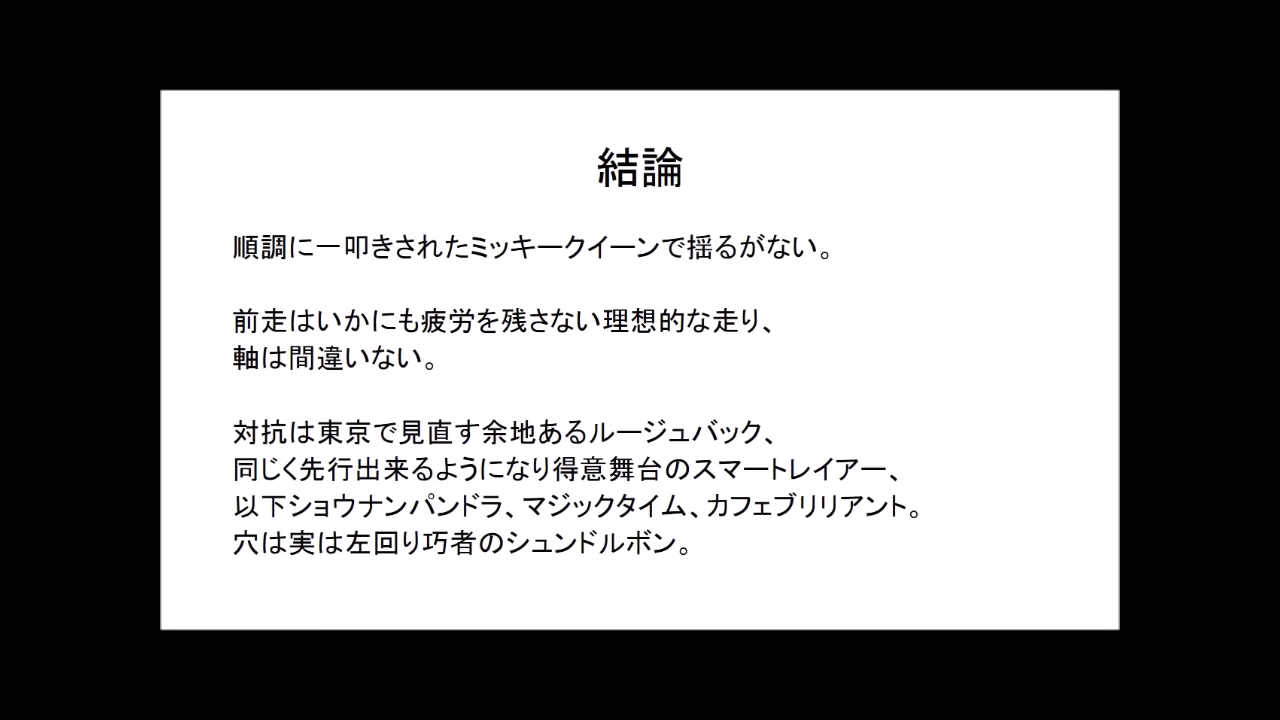 結論
順調に一叩きされたミッキークイーンで揺るがない。
前走はいかにも疲労を残さない理想的な走り、
軸は間違いない。
対抗は東京で見直す余地あるルージュバック、
同じく先行出来るようになり得意舞台のスマートレイアー、
以下ショウナンパンドラ、マジックタイム、カフェブリリアント。
穴は実は左回り巧者のシュンドルボン。